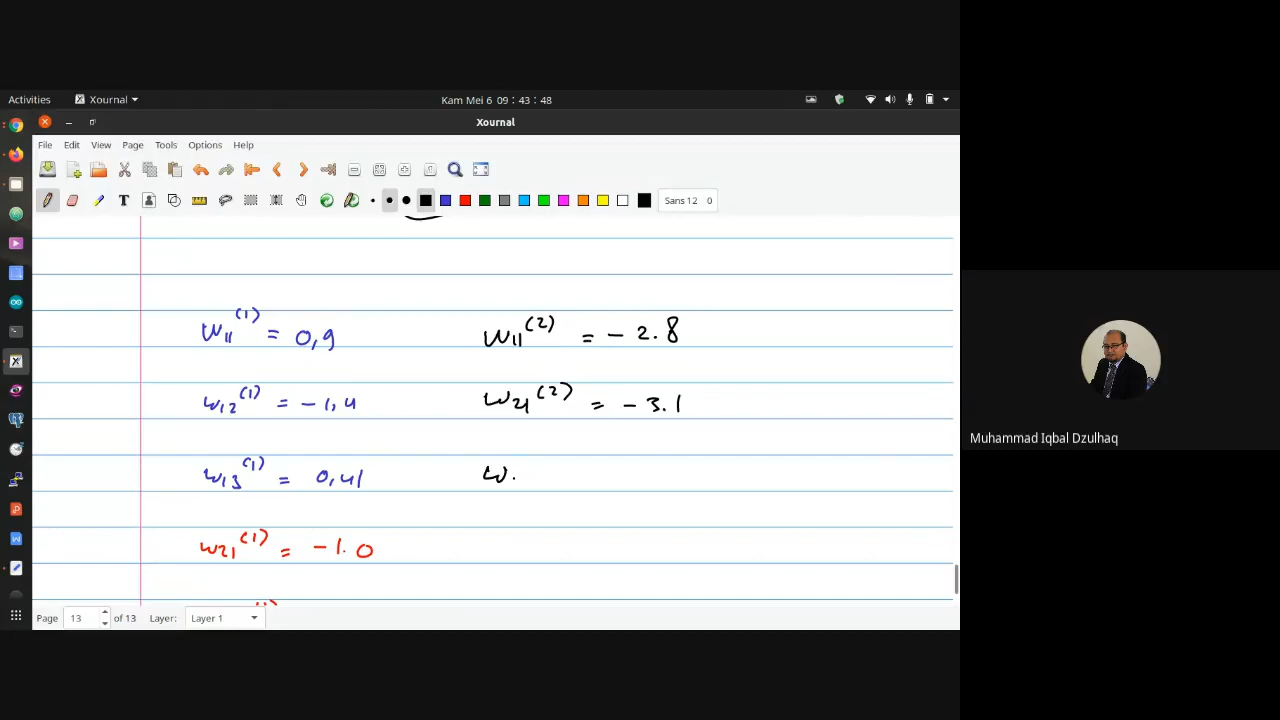 Activities Xournal Kam Mei 6 09:43:48
Xournal
File Edit View Page Tools Options Help
Sans 12 0
w11(1) = 0,9 w11(2) = -2.8
w12(1) = -1,4 w21(2) = -3.1
w13(1) = 0,41 w.
w21(1) = -1.0
Muhammad Iqbal Dzulhaq
Page 13 of 13 Layer: Layer 1